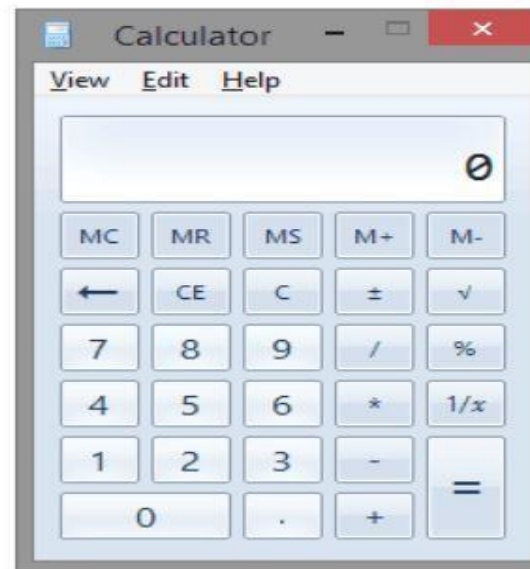 Calculator
View Edit Help
0
MC MR MS M+ M-
← CE C ± √
7 8 9 / %
4 5 6 * 1/x
1 2 3 - =
0 . +